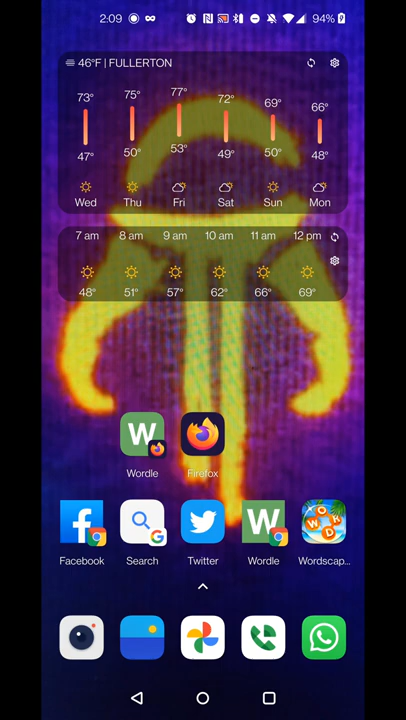 2:09
94%
46°F | FULLERTON
73° 75° 77° 72° 69° 66°
47° 50° 53° 49° 50° 48°
Wed Thu Fri Sat Sun Mon
7 am 8 am 9 am 10 am 11 am 12 pm
48° 51° 57° 62° 66° 69°
W
Wordle Firefox
f W WORD
Facebook Search Twitter Wordle Wordscap...